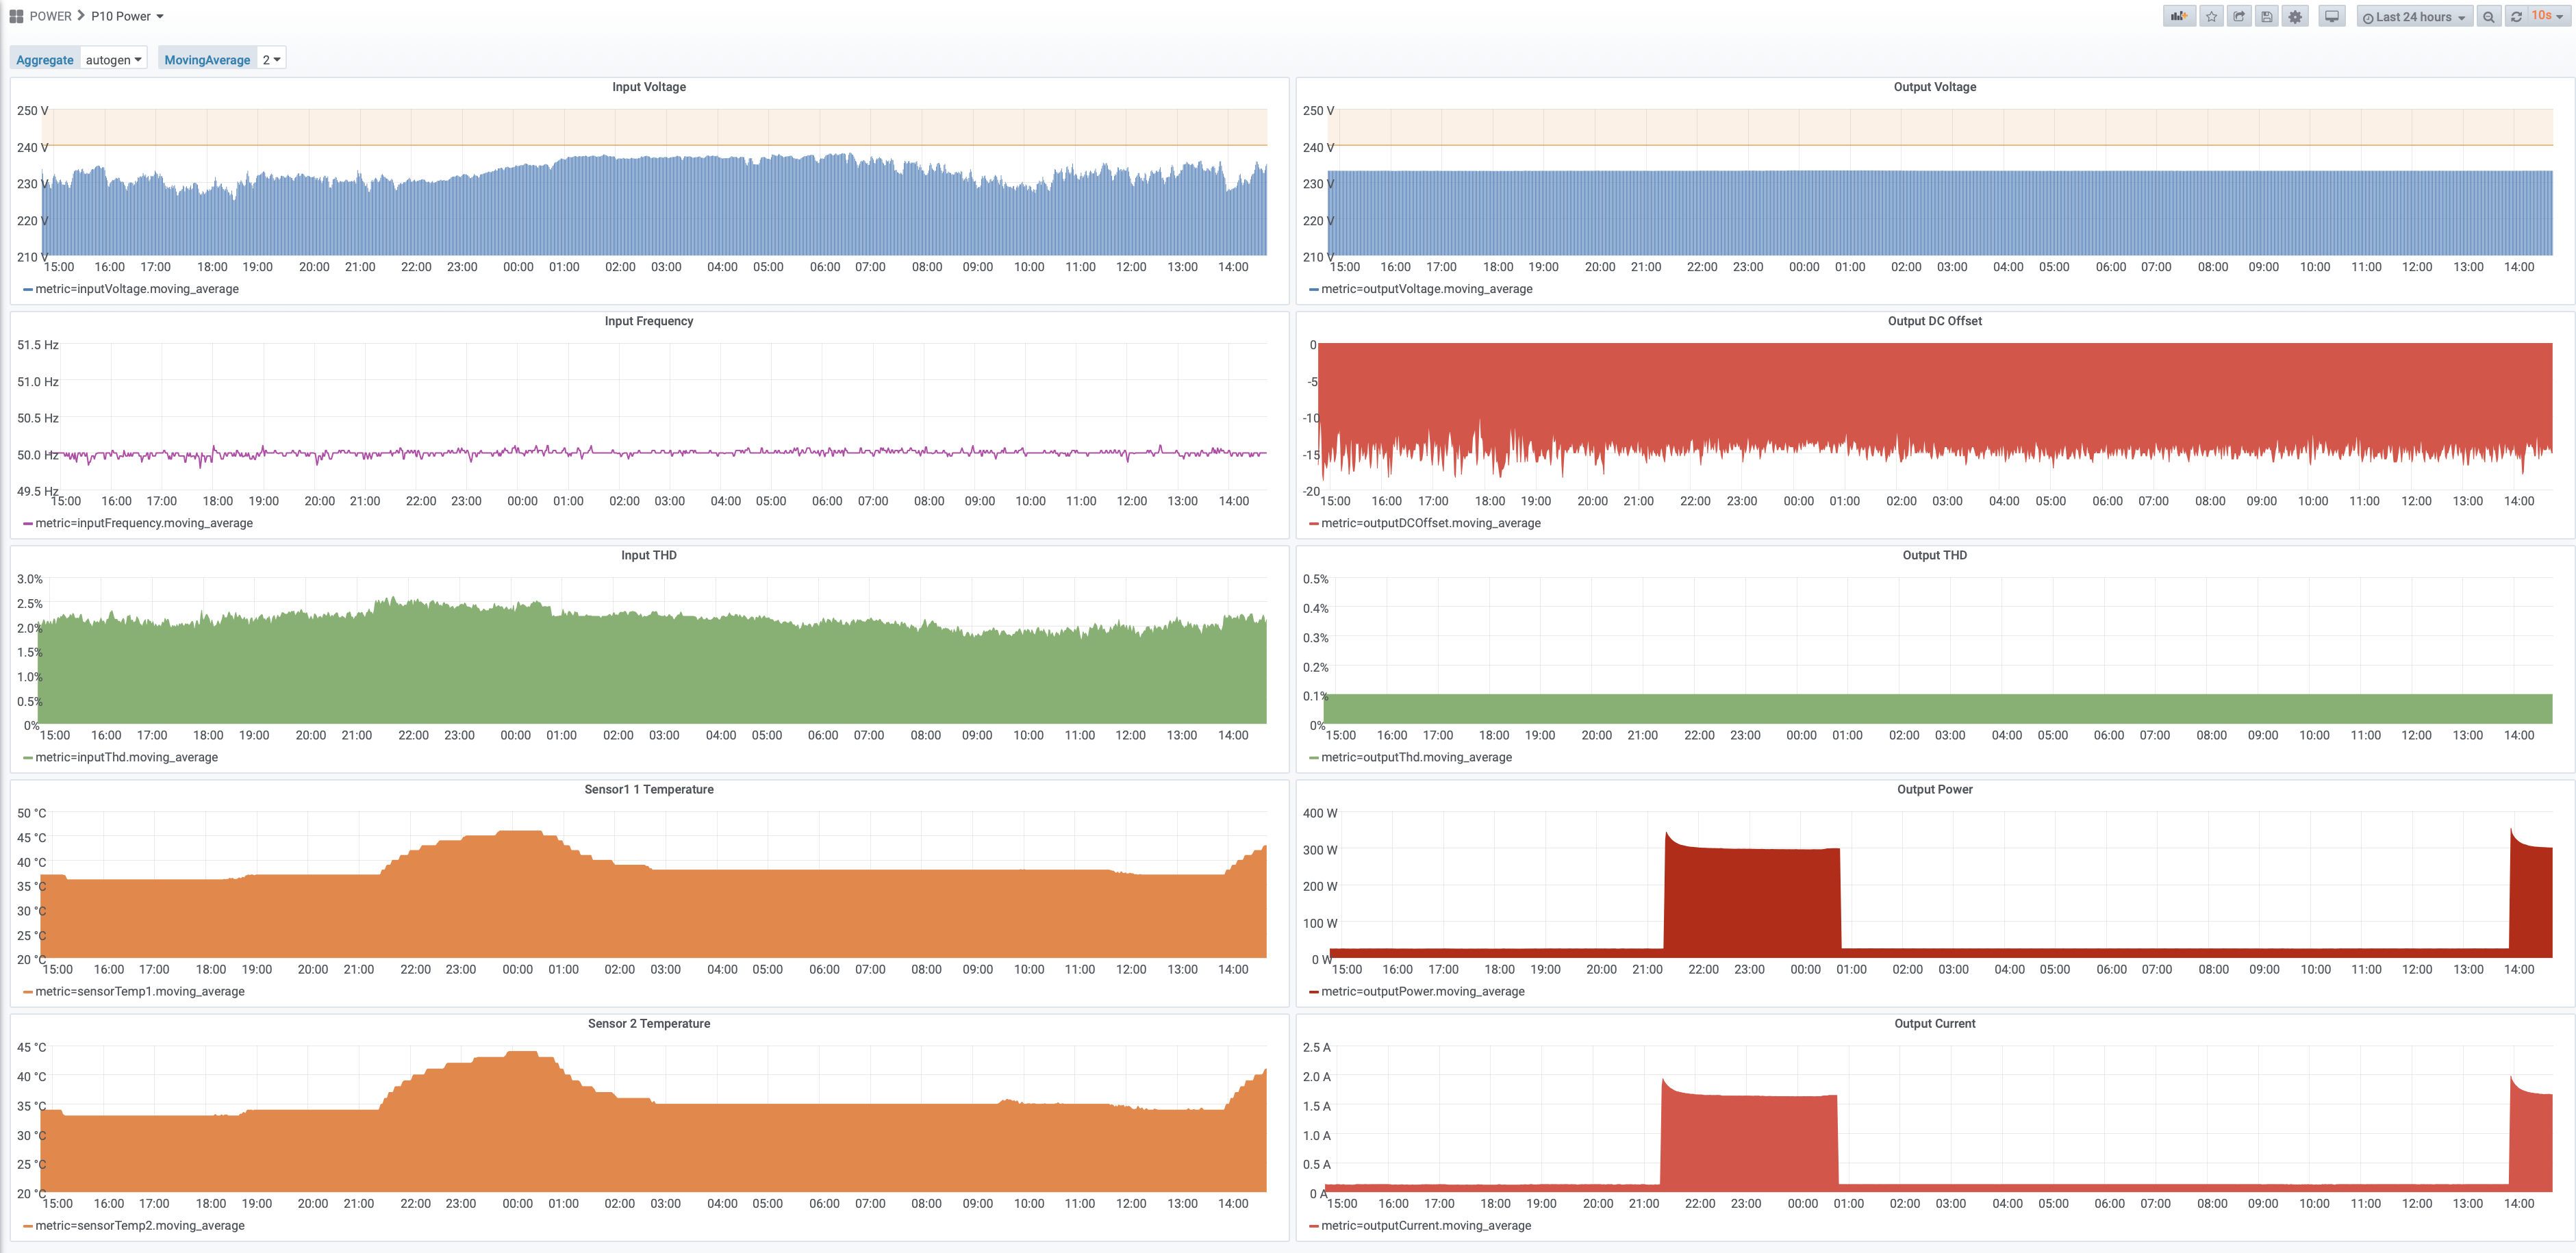 POWER > P10 Power
Last 24 hours 10s
Aggregate autogen MovingAverage 2
Input Voltage
250 V
240 V
230 V
220 V
210 V
15:00 16:00 17:00 18:00 19:00 20:00 21:00 22:00 23:00 00:00 01:00 02:00 03:00 04:00 05:00 06:00 07:00 08:00 09:00 10:00 11:00 12:00 13:00 14:00
metric=inputVoltage.moving_average
Output Voltage
250 V
240 V
230 V
220 V
210 V
15:00 16:00 17:00 18:00 19:00 20:00 21:00 22:00 23:00 00:00 01:00 02:00 03:00 04:00 05:00 06:00 07:00 08:00 09:00 10:00 11:00 12:00 13:00 14:00
metric=outputVoltage.moving_average
Input Frequency
51.5 Hz
51.0 Hz
50.5 Hz
50.0 Hz
49.5 Hz
15:00 16:00 17:00 18:00 19:00 20:00 21:00 22:00 23:00 00:00 01:00 02:00 03:00 04:00 05:00 06:00 07:00 08:00 09:00 10:00 11:00 12:00 13:00 14:00
metric=inputFrequency.moving_average
Output DC Offset
0
-5
-10
-15
-20
15:00 16:00 17:00 18:00 19:00 20:00 21:00 22:00 23:00 00:00 01:00 02:00 03:00 04:00 05:00 06:00 07:00 08:00 09:00 10:00 11:00 12:00 13:00 14:00
metric=outputDCOffset.moving_average
Input THD
3.0%
2.5%
2.0%
1.5%
1.0%
0.5%
0%
15:00 16:00 17:00 18:00 19:00 20:00 21:00 22:00 23:00 00:00 01:00 02:00 03:00 04:00 05:00 06:00 07:00 08:00 09:00 10:00 11:00 12:00 13:00 14:00
metric=inputThd.moving_average
Output THD
0.5%
0.4%
0.3%
0.2%
0.1%
0%
15:00 16:00 17:00 18:00 19:00 20:00 21:00 22:00 23:00 00:00 01:00 02:00 03:00 04:00 05:00 06:00 07:00 08:00 09:00 10:00 11:00 12:00 13:00 14:00
metric=outputThd.moving_average
Sensor1 1 Temperature
50 °C
45 °C
40 °C
35 °C
30 °C
25 °C
20 °C
15:00 16:00 17:00 18:00 19:00 20:00 21:00 22:00 23:00 00:00 01:00 02:00 03:00 04:00 05:00 06:00 07:00 08:00 09:00 10:00 11:00 12:00 13:00 14:00
metric=sensorTemp1.moving_average
Output Power
400 W
300 W
200 W
100 W
0 W
15:00 16:00 17:00 18:00 19:00 20:00 21:00 22:00 23:00 00:00 01:00 02:00 03:00 04:00 05:00 06:00 07:00 08:00 09:00 10:00 11:00 12:00 13:00 14:00
metric=outputPower.moving_average
Sensor 2 Temperature
45 °C
40 °C
35 °C
30 °C
25 °C
20 °C
15:00 16:00 17:00 18:00 19:00 20:00 21:00 22:00 23:00 00:00 01:00 02:00 03:00 04:00 05:00 06:00 07:00 08:00 09:00 10:00 11:00 12:00 13:00 14:00
metric=sensorTemp2.moving_average
Output Current
2.5 A
2.0 A
1.5 A
1.0 A
0.5 A
0 A
15:00 16:00 17:00 18:00 19:00 20:00 21:00 22:00 23:00 00:00 01:00 02:00 03:00 04:00 05:00 06:00 07:00 08:00 09:00 10:00 11:00 12:00 13:00 14:00
metric=outputCurrent.moving_average